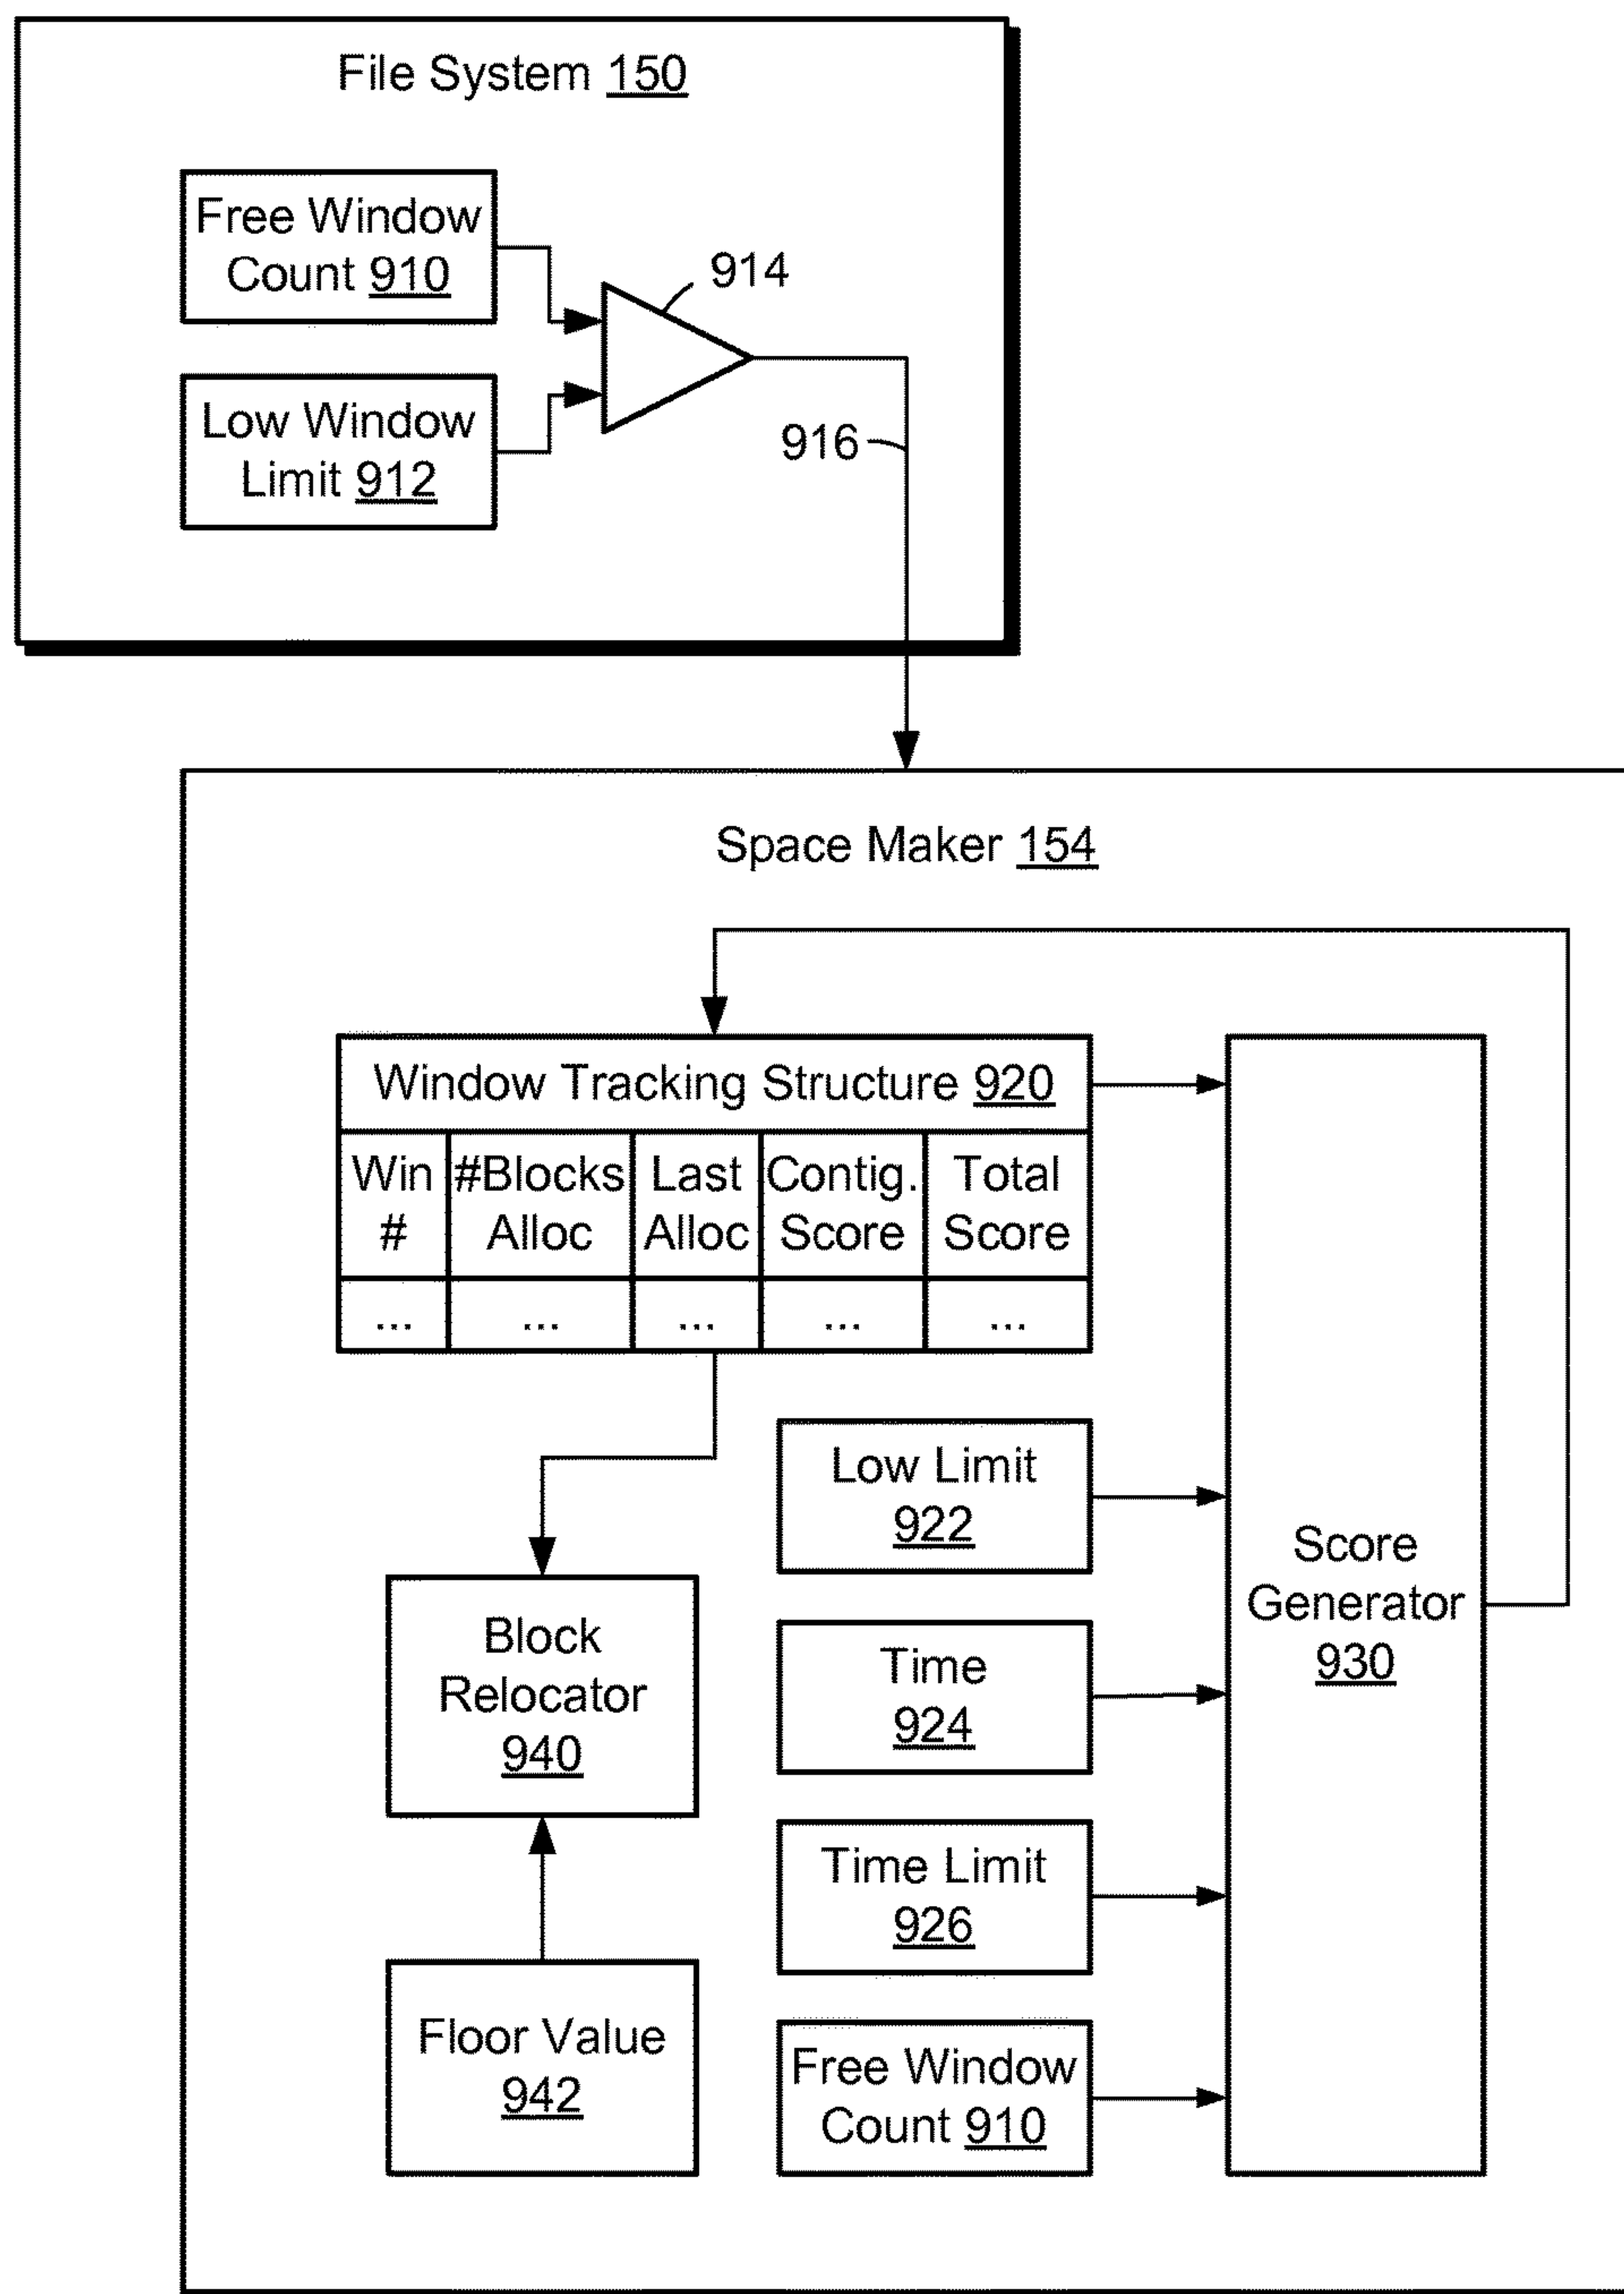 File System 150
Free Window
Count 910
914
Low Window
Limit 912
916
Space Maker 154
Window Tracking Structure 920
Win
#
#Blocks
Alloc
Last
Alloc
Contig.
Score
Total
Score
... ... ... ... ...
Low Limit
922
Score
Generator
930
Block
Relocator
940
Time
924
Time Limit
926
Floor Value
942
Free Window
Count 910